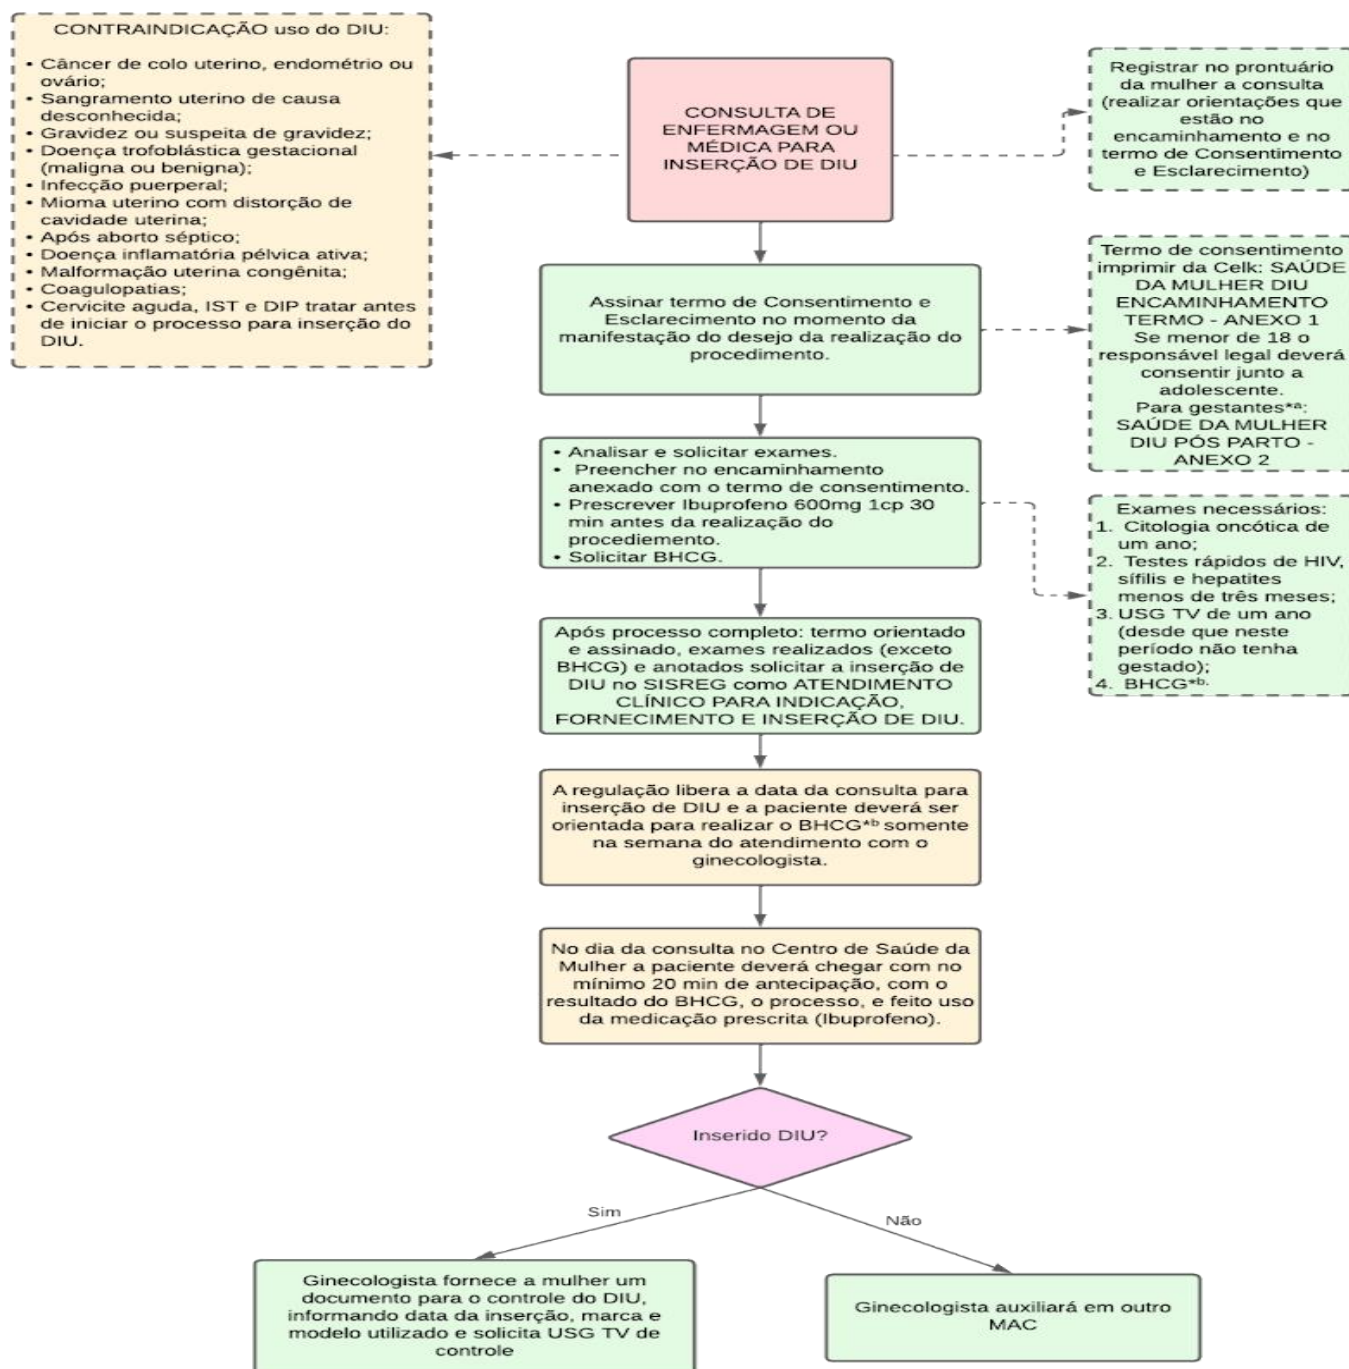 CONTRAINDICAÇÃO uso do DIU:
• Câncer de colo uterino, endométrio ou
ovário;
• Sangramento uterino de causa
desconhecida;
• Gravidez ou suspeita de gravidez;
• Doença trofoblástica gestacional
(maligna ou benigna);
• Infecção puerperal;
• Mioma uterino com distorção de
cavidade uterina;
• Após aborto séptico;
• Doença inflamatória pélvica ativa;
• Malformação uterina congênita;
• Coagulopatias;
• Cervicite aguda, IST e DIP tratar antes
de iniciar o processo para inserção do
DIU.
CONSULTA DE
ENFERMAGEM OU
MÉDICA PARA
INSERÇÃO DE DIU
Registrar no prontuário
da mulher a consulta
(realizar orientações que
estão no
encaminhamento e no
termo de Consentimento
e Esclarecimento)
Assinar termo de Consentimento e
Esclarecimento no momento da
manifestação do desejo da realização do
procedimento.
Termo de consentimento
imprimir da Celk: SAÚDE
DA MULHER DIU
ENCAMINHAMENTO
TERMO - ANEXO 1
Se menor de 18 o
responsável legal deverá
consentir junto a
adolescente.
Para gestantes*ª:
SAÚDE DA MULHER
DIU PÓS PARTO -
ANEXO 2
• Analisar e solicitar exames.
• Preencher no encaminhamento
anexado com o termo de consentimento.
• Prescrever Ibuprofeno 600mg 1cp 30
min antes da realização do
procediemento.
• Solicitar BHCG.
Exames necessários:
1. Citologia oncótica de
um ano;
2. Testes rápidos de HIV,
sífilis e hepatites
menos de três meses;
3. USG TV de um ano
(desde que neste
período não tenha
gestado);
4. BHCG*ᵇ.
Após processo completo: termo orientado
e assinado, exames realizados (exceto
BHCG) e anotados solicitar a inserção de
DIU no SISREG como ATENDIMENTO
CLÍNICO PARA INDICAÇÃO,
FORNECIMENTO E INSERÇÃO DE DIU.
A regulação libera a data da consulta para
inserção de DIU e a paciente deverá ser
orientada para realizar o BHCG*ᵇ somente
na semana do atendimento com o
ginecologista.
No dia da consulta no Centro de Saúde da
Mulher a paciente deverá chegar com no
mínimo 20 min de antecipação, com o
resultado do BHCG, o processo, e feito uso
da medicação prescrita (Ibuprofeno).
Inserido DIU?
Sim
Não
Ginecologista fornece a mulher um
documento para o controle do DIU,
informando data da inserção, marca e
modelo utilizado e solicita USG TV de
controle
Ginecologista auxiliará em outro
MAC